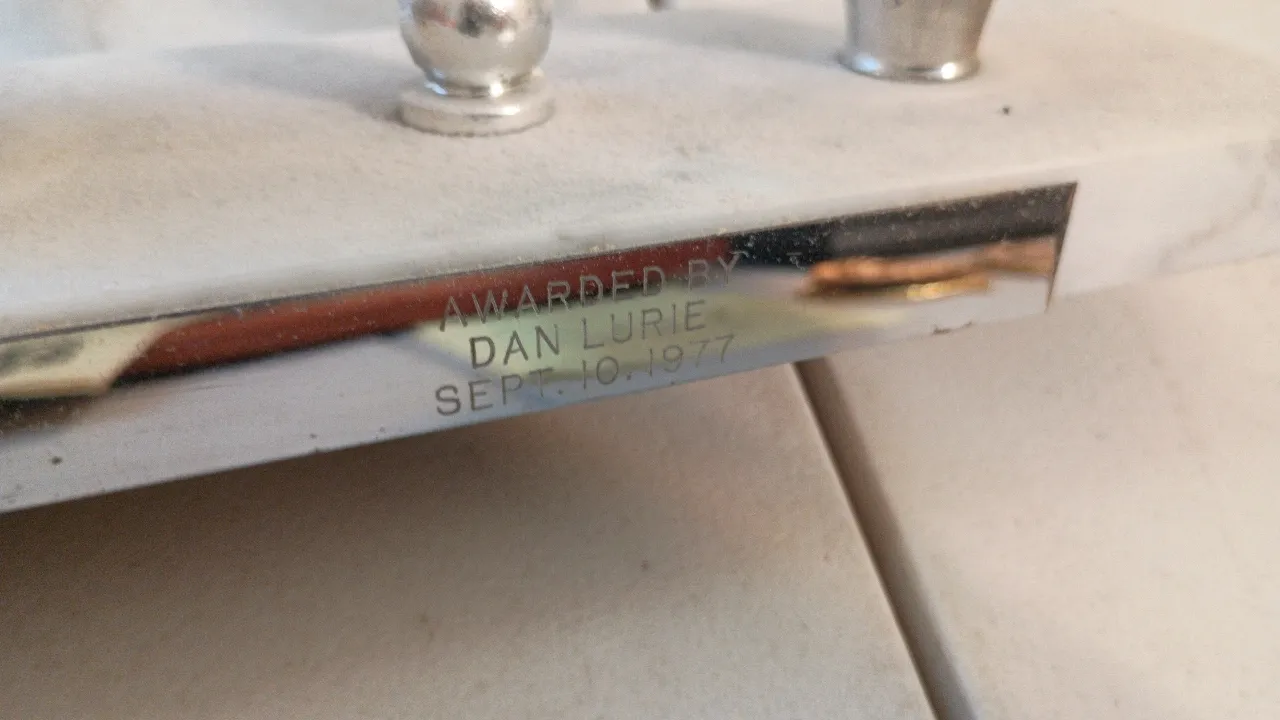 AWARDED BY
DAN LURIE
SEPT. 10, 1977